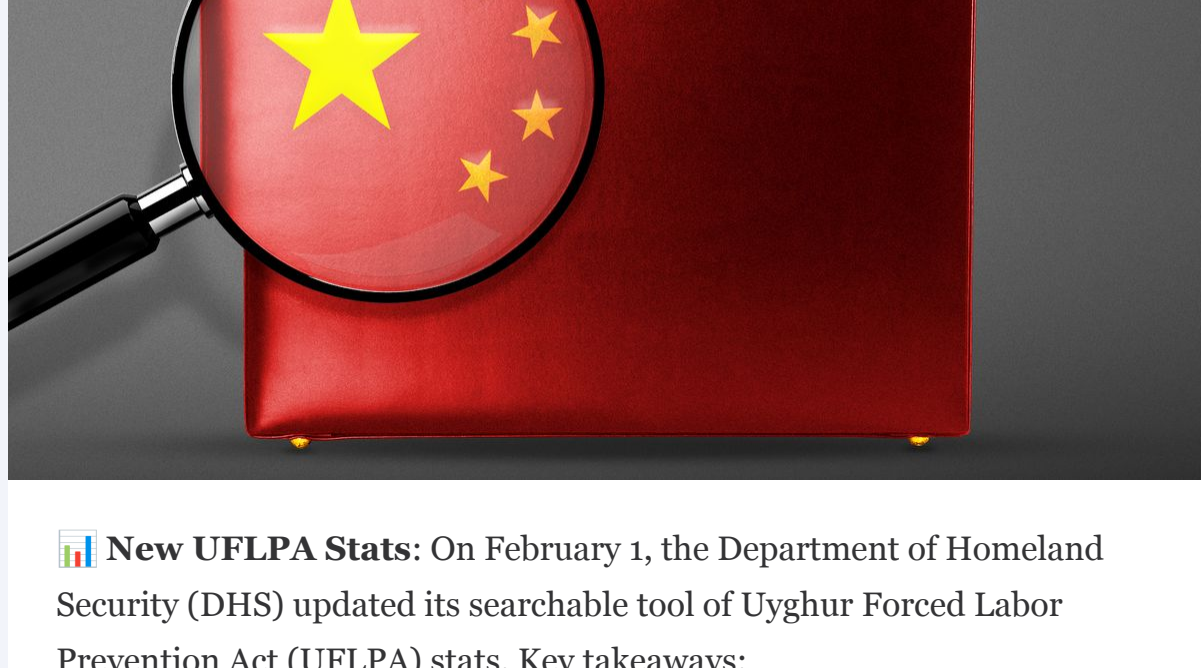 📊 New UFLPA Stats: On February 1, the Department of Homeland
Security (DHS) updated its searchable tool of Uyghur Forced Labor
Prevention Act (UFLPA) stats. Key takeaways: